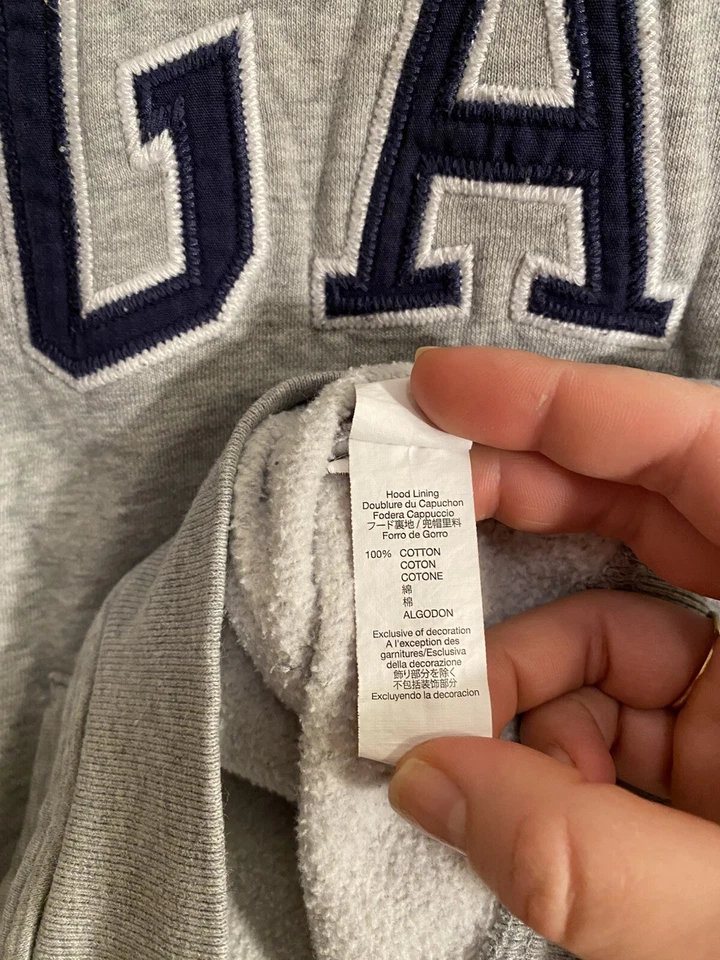 GA
Hood Lining
Doublure du Capuchon
Fodera Cappuccio
フード裏地 / 兜帽里料
Forro de Gorro
100% COTTON
COTON
COTONE
綿
棉
ALGODON
Exclusive of decoration
A l'exception des
garnitures/Esclusiva
della decorazione
飾り部分を除く
不包括装饰部分
Excluyendo la decoracion